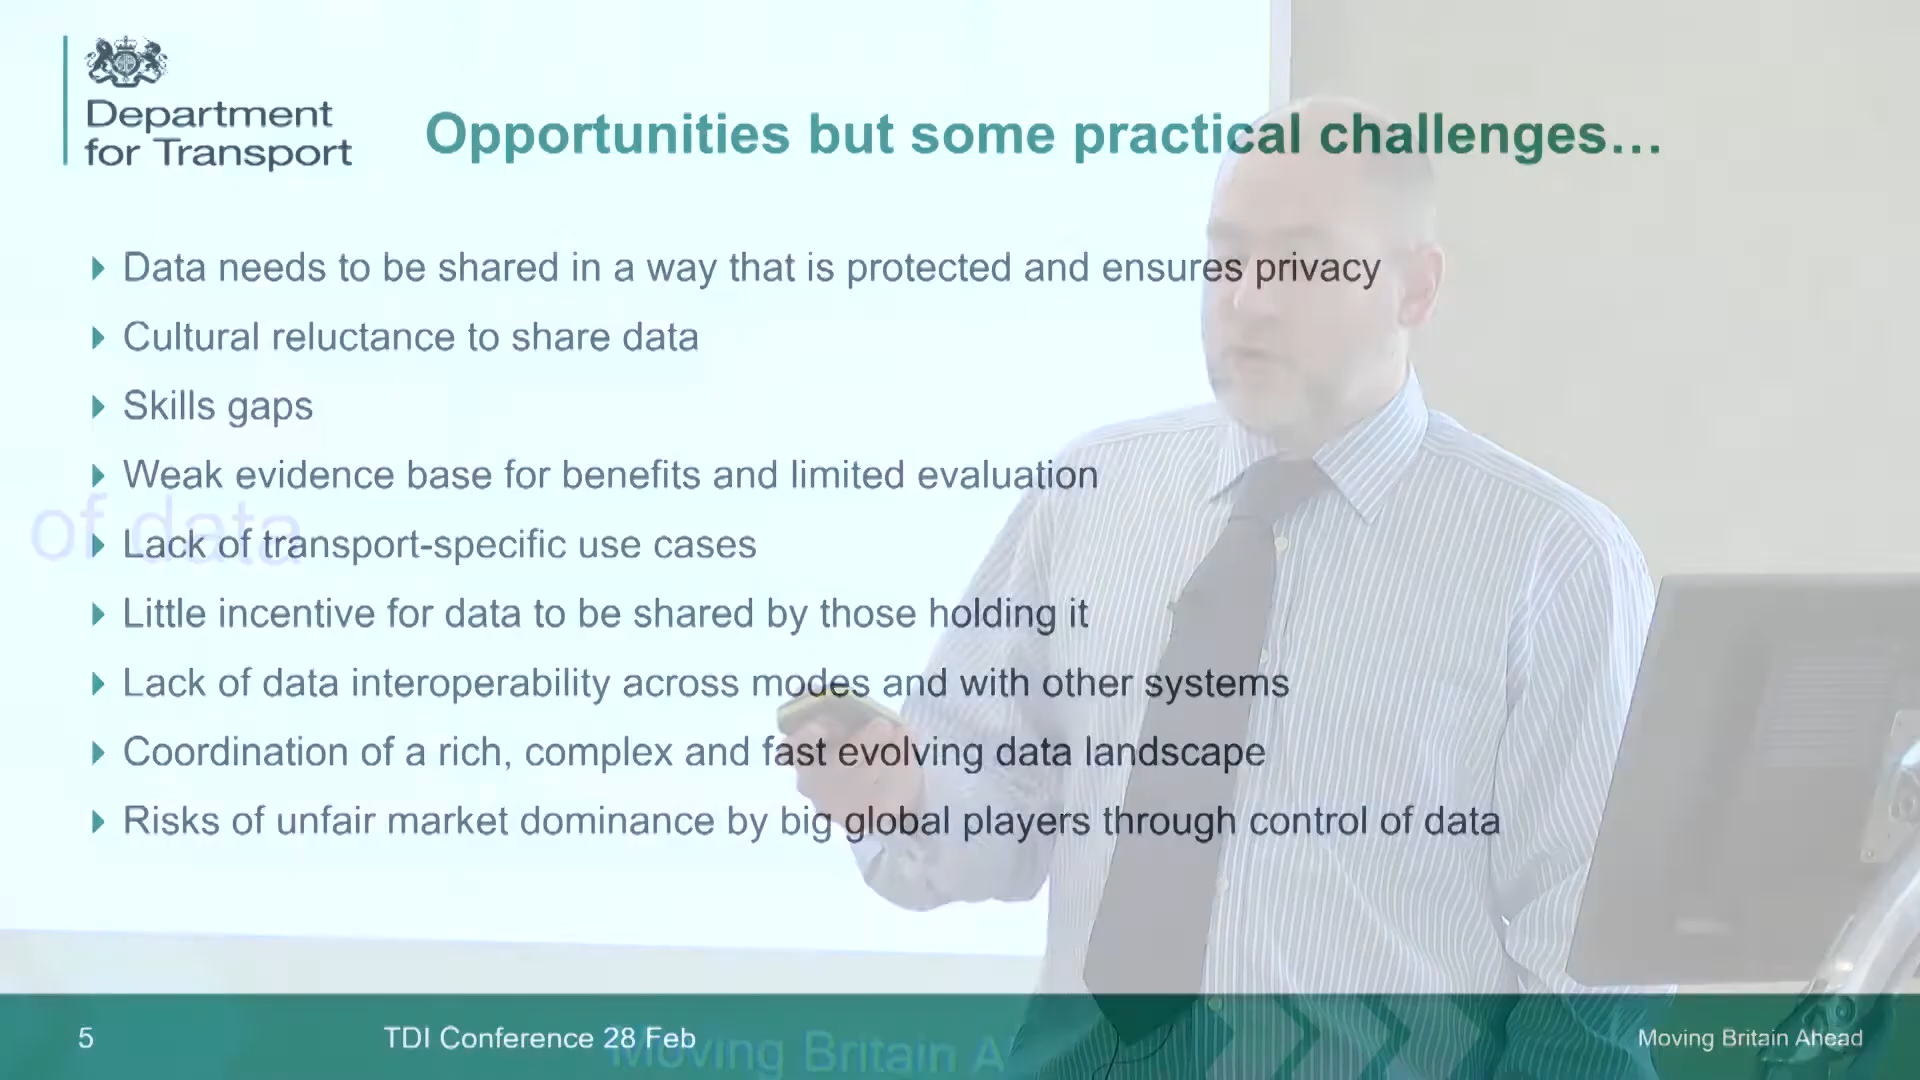 Department
for Transport
Opportunities but some practical challenges...
Data needs to be shared in a way that is protected and ensures privacy
Cultural reluctance to share data
Skills gaps
Weak evidence base for benefits and limited evaluation
of data
Lack of transport-specific use cases
Little incentive for data to be shared by those holding it
Lack of data interoperability across modes and with other systems
Coordination of a rich, complex and fast evolving data landscape
Risks of unfair market dominance by big global players through control of data
5
TDI Conference 28 Feb
Moving Britain A
Moving Britain Ahead